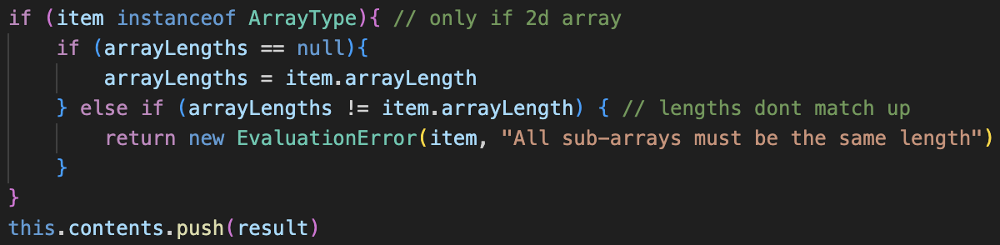 if (item instanceof ArrayType){ // only if 2d array
if (arrayLengths == null){
arrayLengths = item.arrayLength
} else if (arrayLengths != item.arrayLength) { // lengths dont match up
return new EvaluationError(item, "All sub-arrays must be the same length")
}
}
this.contents.push(result)